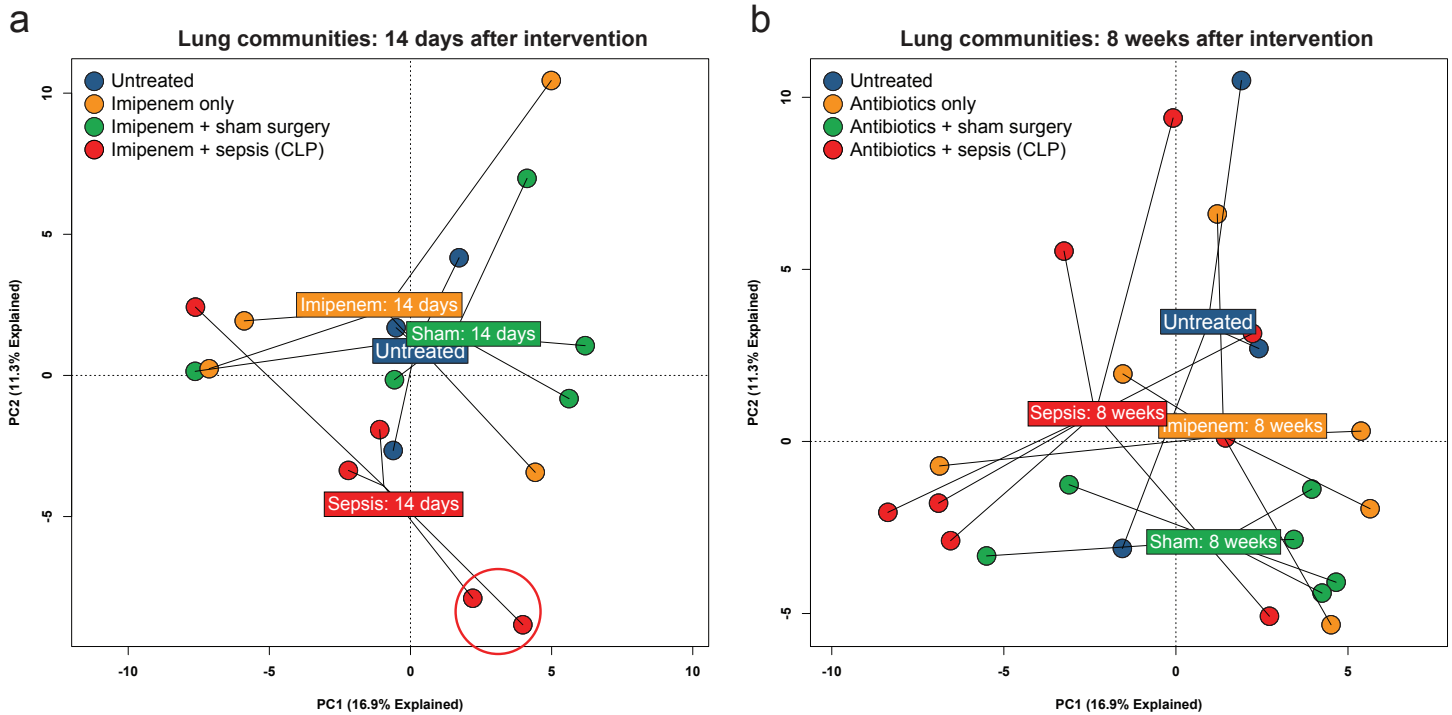 a
Lung communities: 14 days after intervention
Untreated
Imipenem only
Imipenem + sham surgery
Imipenem + sepsis (CLP)
Imipenem: 14 days
Sham: 14 days
Untreated
Sepsis: 14 days
10
5
0
-5
PC2 (11.3% Explained)
-10
-5
0
5
10
PC1 (16.9% Explained)
b
Lung communities: 8 weeks after intervention
Untreated
Antibiotics only
Antibiotics + sham surgery
Antibiotics + sepsis (CLP)
Untreated
Sepsis: 8 weeks
Imipenem: 8 weeks
Sham: 8 weeks
10
5
0
-5
PC2 (11.3% Explained)
-10
-5
0
5
PC1 (16.9% Explained)